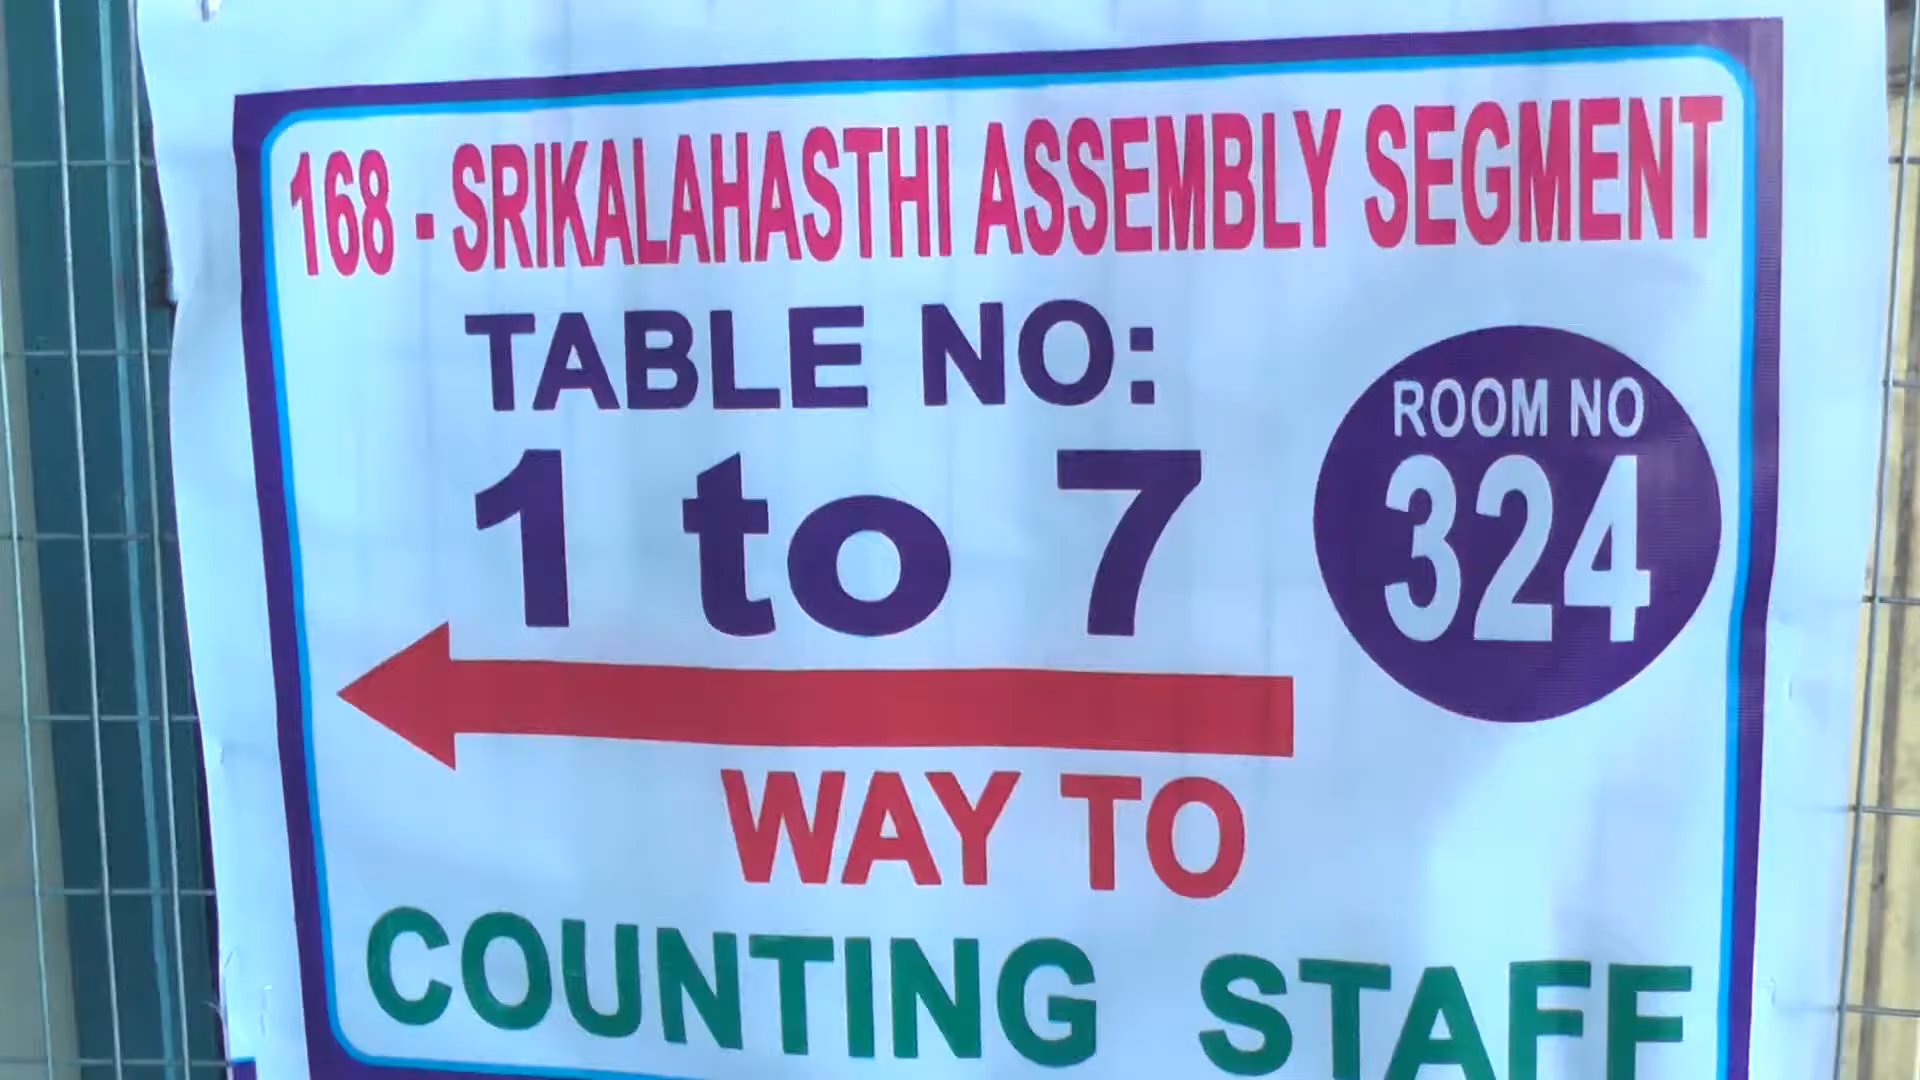 168 - SRIKALAHASTHI ASSEMBLY SEGMENT
TABLE NO:
1 to 7
ROOM NO
324
WAY TO
COUNTING STAFF